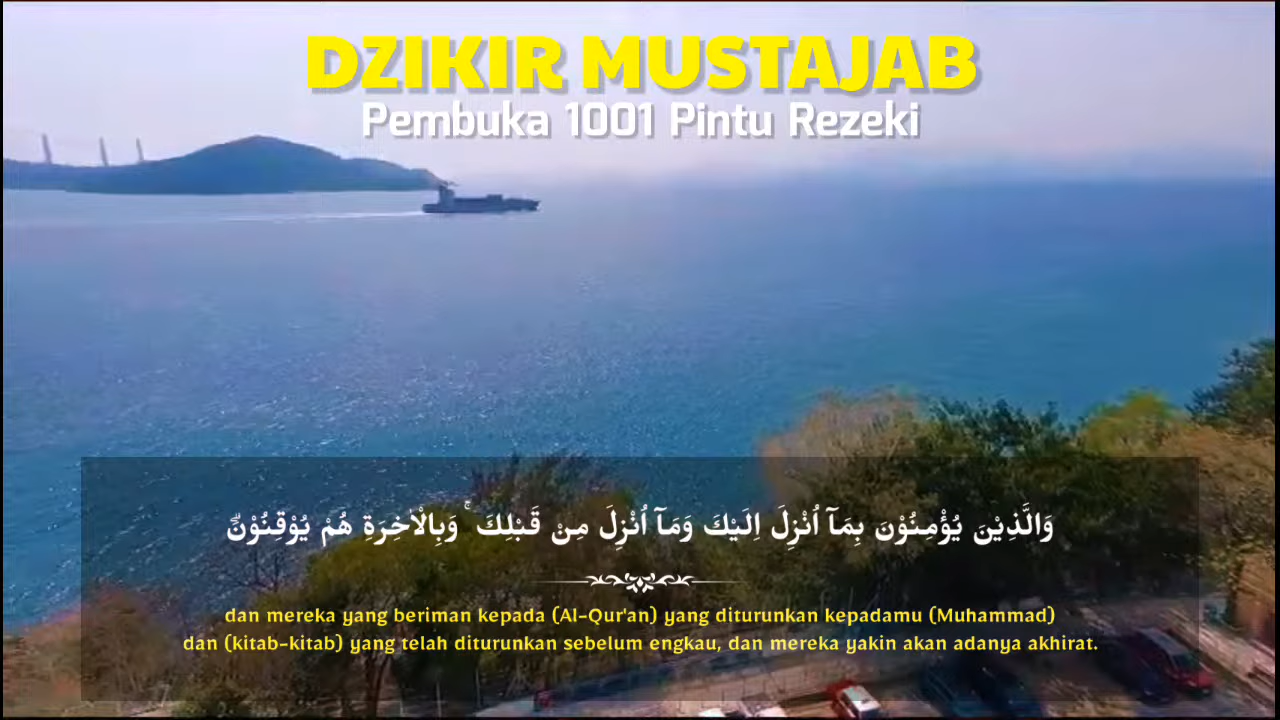 DZIKIR MUSTAJAB
Pembuka 1001 Pintu Rezeki
وَالَّذِيْنَ يُؤْمِنُوْنَ بِمَآ اُنْزِلَ اِلَيْكَ وَمَآ اُنْزِلَ مِنْ قَبْلِكَ ۚ وَبِالْاٰخِرَةِ هُمْ يُوْقِنُوْنَۗ
dan mereka yang beriman kepada (Al-Qur'an) yang diturunkan kepadamu (Muhammad)
dan (kitab-kitab) yang telah diturunkan sebelum engkau, dan mereka yakin akan adanya akhirat.